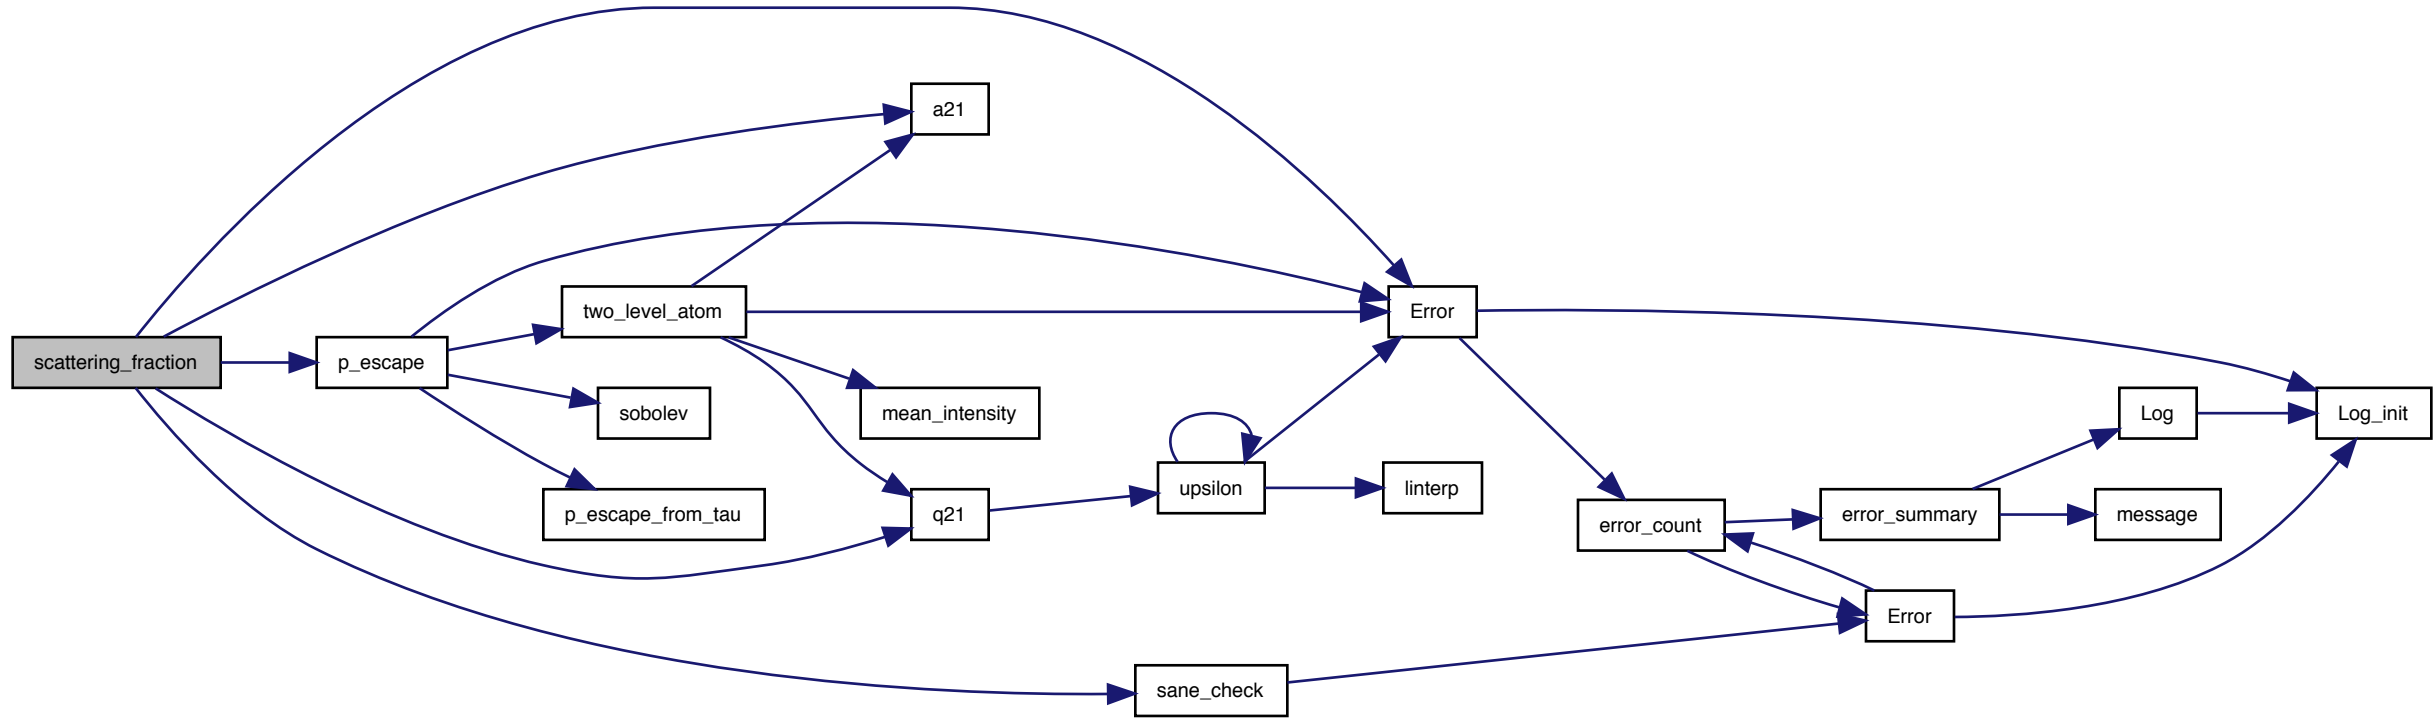 a21
Error
two_level_atom
scattering_fraction
p_escape
sobolev
mean_intensity
Log
Log_init
upsilon
linterp
p_escape_from_tau
q21
error_count
error_summary
message
Error
sane_check